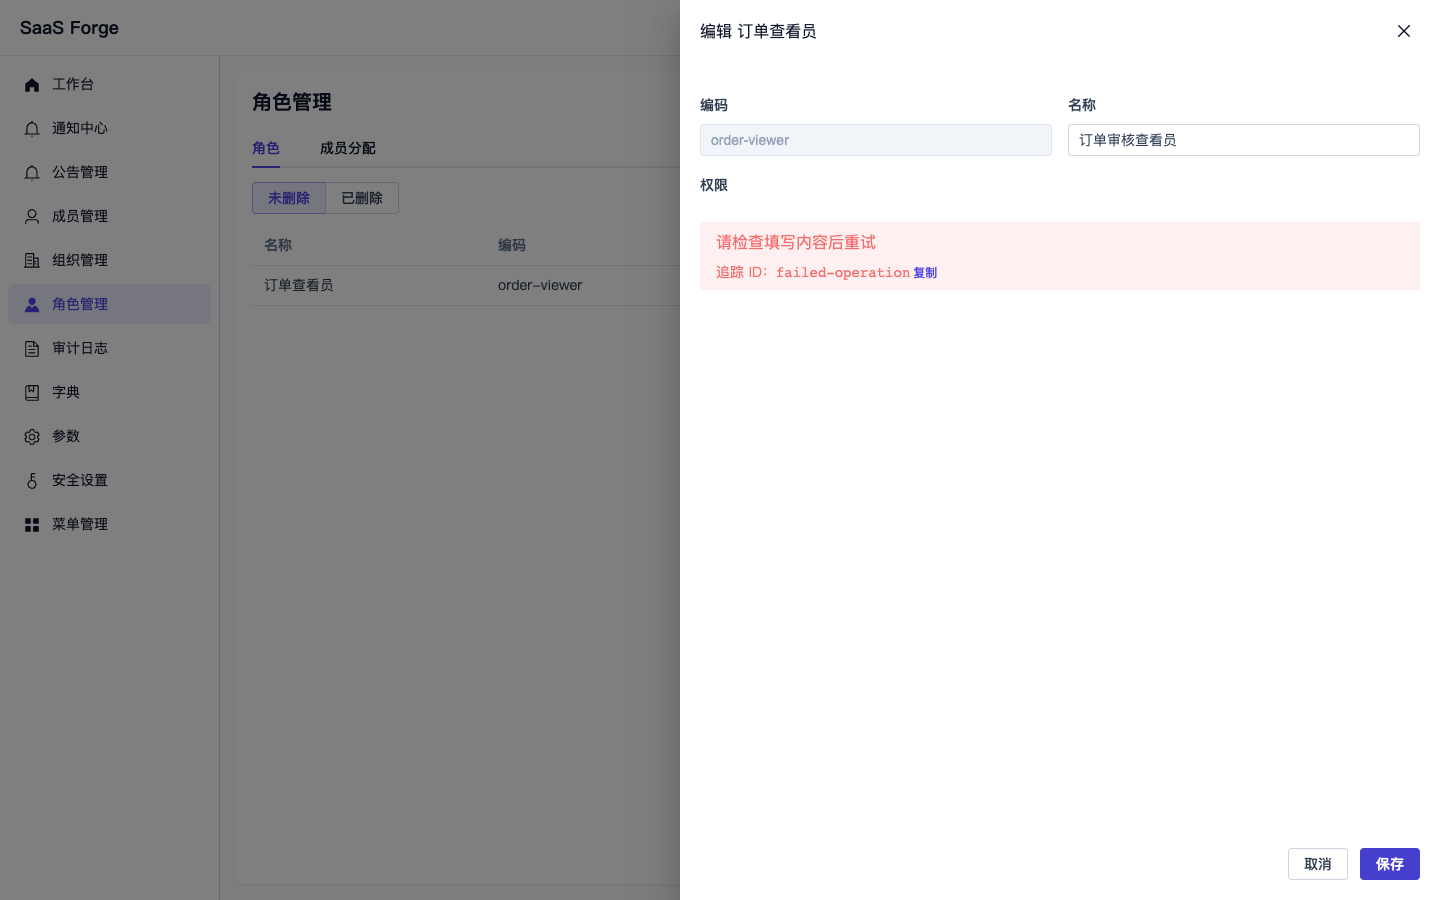 SaaS Forge
工作台
通知中心
公告管理
成员管理
组织管理
角色管理
审计日志
字典
参数
安全设置
菜单管理
角色管理
角色 成员分配
未删除 已删除
名称 编码
订单查看员 order-viewer
编辑 订单查看员
编码 名称
order-viewer 订单审核查看员
权限
请检查填写内容后重试
追踪 ID: failed-operation 复制
取消 保存